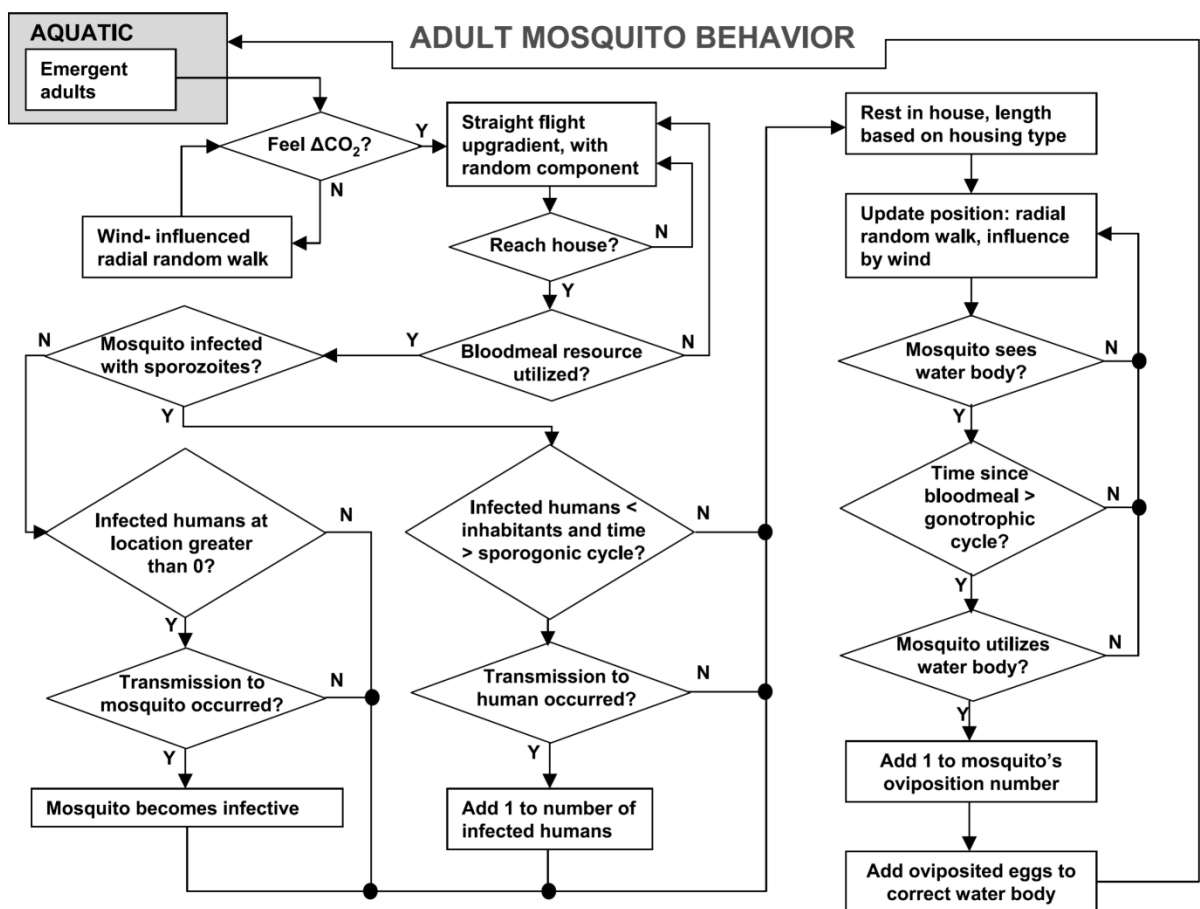 AQUATIC
Emergent
adults
ADULT MOSQUITO BEHAVIOR
Feel ΔCO₂?
Y
N
Wind- influenced
radial random walk
Straight flight
upgradient, with
random component
Reach house?
N
Y
Bloodmeal resource
utilized?
Y
N
Mosquito infected
with sporozoites?
N
Y
Infected humans at
location greater
than 0?
N
Y
Transmission to
mosquito occurred?
N
Y
Mosquito becomes infective
Infected humans <
inhabitants and time
> sporogonic cycle?
N
Y
Transmission to
human occurred?
N
Y
Add 1 to number of
infected humans
Rest in house, length
based on housing type
Update position: radial
random walk, influence
by wind
Mosquito sees
water body?
N
Y
Time since
bloodmeal >
gonotrophic
cycle?
N
Y
Mosquito utilizes
water body?
N
Y
Add 1 to mosquito's
oviposition number
Add oviposited eggs to
correct water body